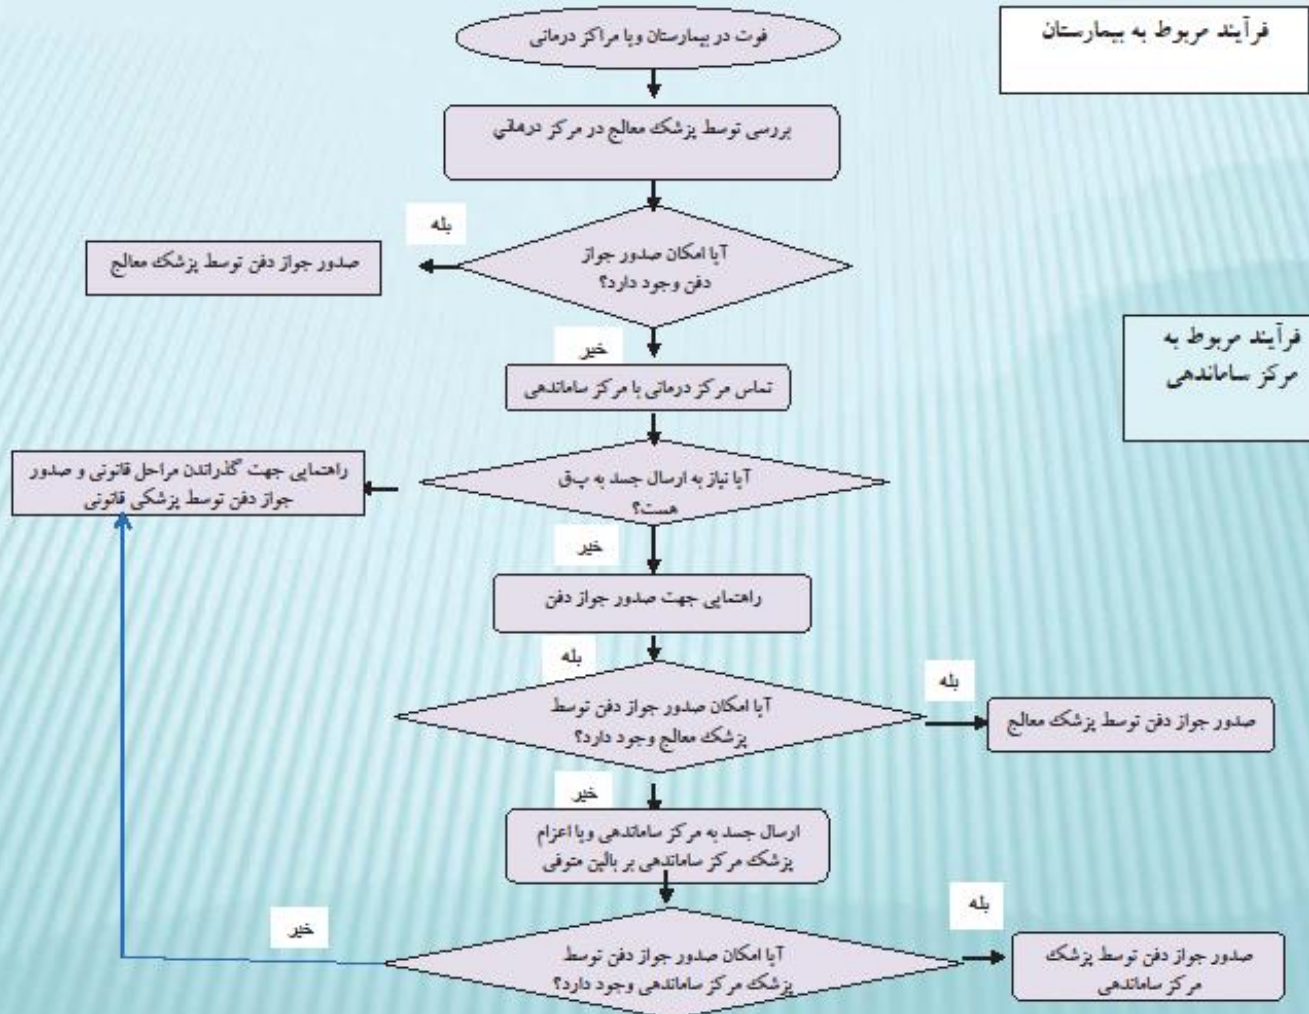 فوت در بیمارستان ویا مراکز درمانی
فرآیند مربوط به بیمارستان
بررسی توسط پزشک معالج در مرکز درمانی
بله
آیا امکان صدور جواز
دفن وجود دارد؟
صدور جواز دفن توسط پزشک معالج
خیر
فرآیند مربوط به
مرکز ساماندهی
تماس مرکز درمانی با مرکز ساماندهی
آیا نیاز به ارسال جسد به پ‌ق
هست؟
راهنمایی جهت گذراندن مراحل قانونی و صدور
جواز دفن توسط پزشکی قانونی
خیر
راهنمایی جهت صدور جواز دفن
بله
بله
آیا امکان صدور جواز دفن توسط
پزشک معالج وجود دارد؟
صدور جواز دفن توسط پزشک معالج
خیر
ارسال جسد به مرکز ساماندهی ویا اعزام
پزشک مرکز ساماندهی بر بالین متوفی
بله
خیر
آیا امکان صدور جواز دفن توسط
پزشک مرکز ساماندهی وجود دارد؟
صدور جواز دفن توسط پزشک
مرکز ساماندهی